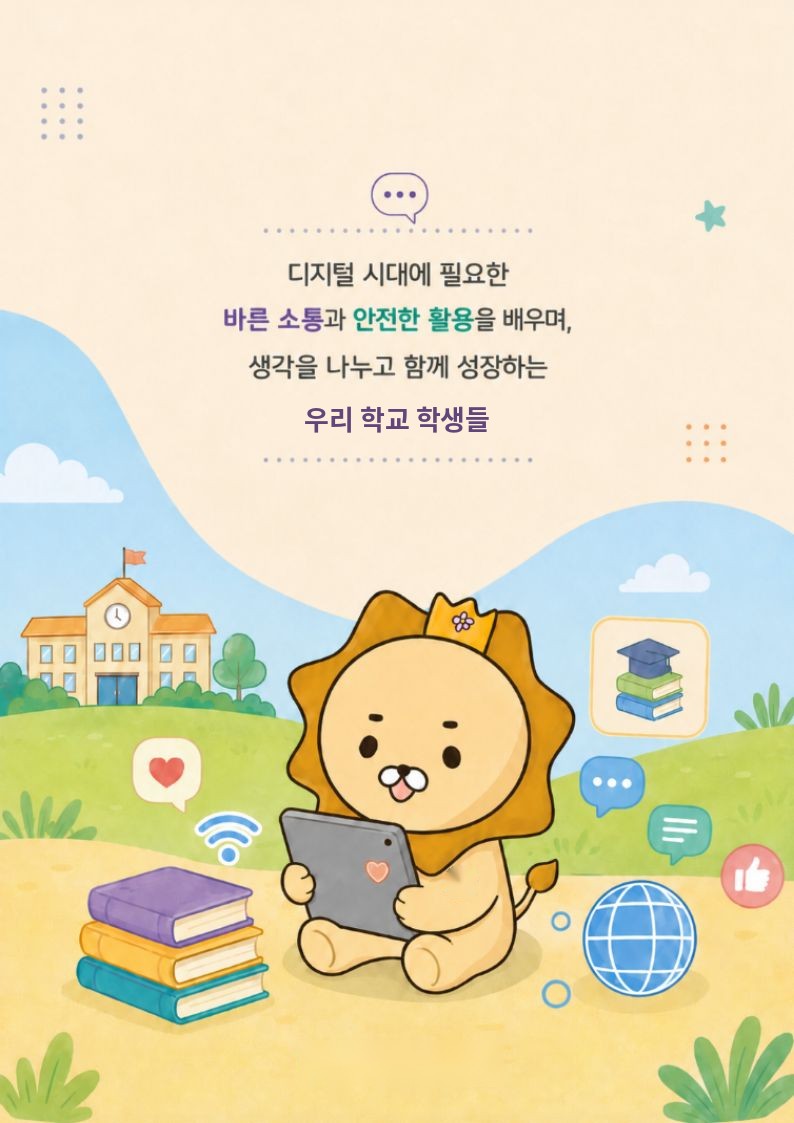 디지털 시대에 필요한
바른 소통과 안전한 활용을 배우며,
생각을 나누고 함께 성장하는
우리 학교 학생들